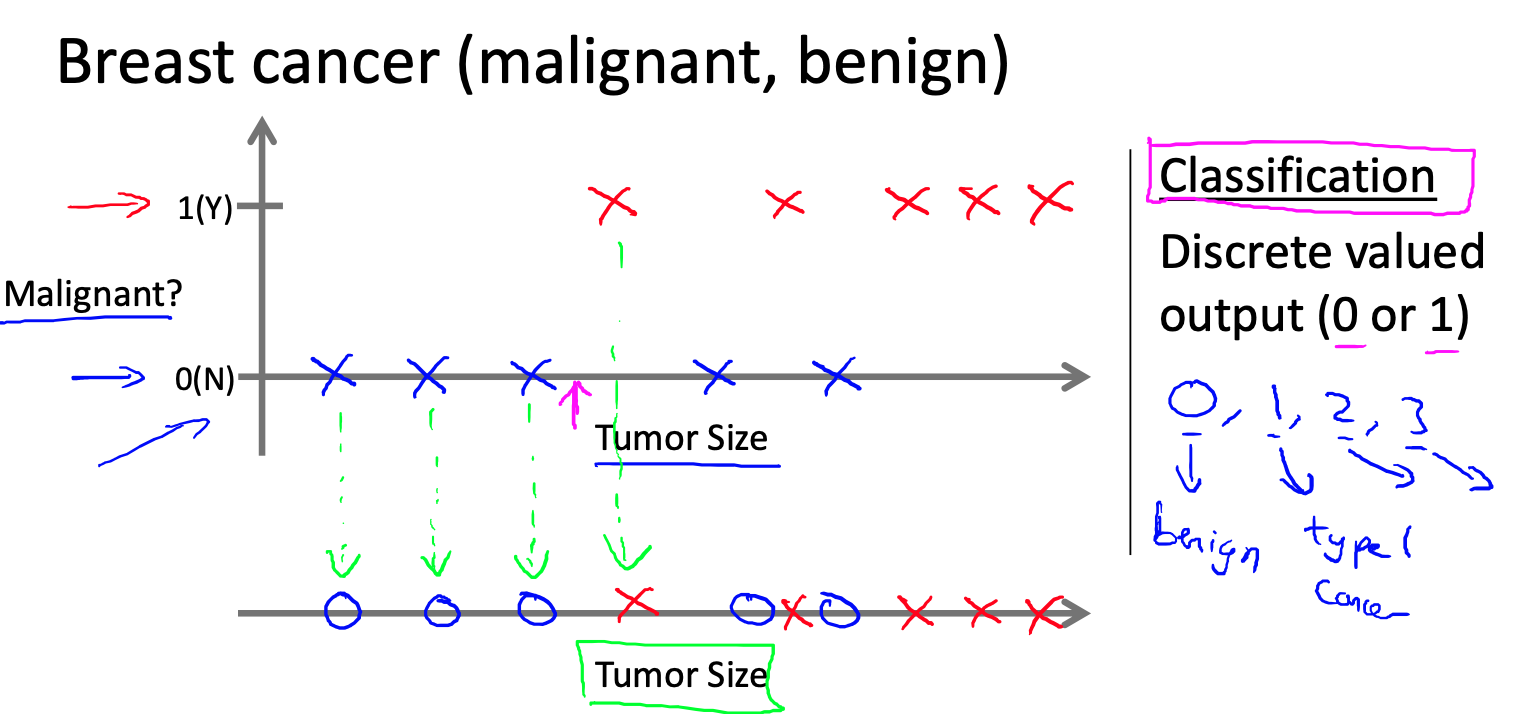 Breast cancer (malignant, benign)
1(Y)
Malignant?
0(N)
Tumor Size
Tumor Size
Classification
Discrete valued
output (0 or 1)
0, 1, 2, 3
benign
type 1
cancer